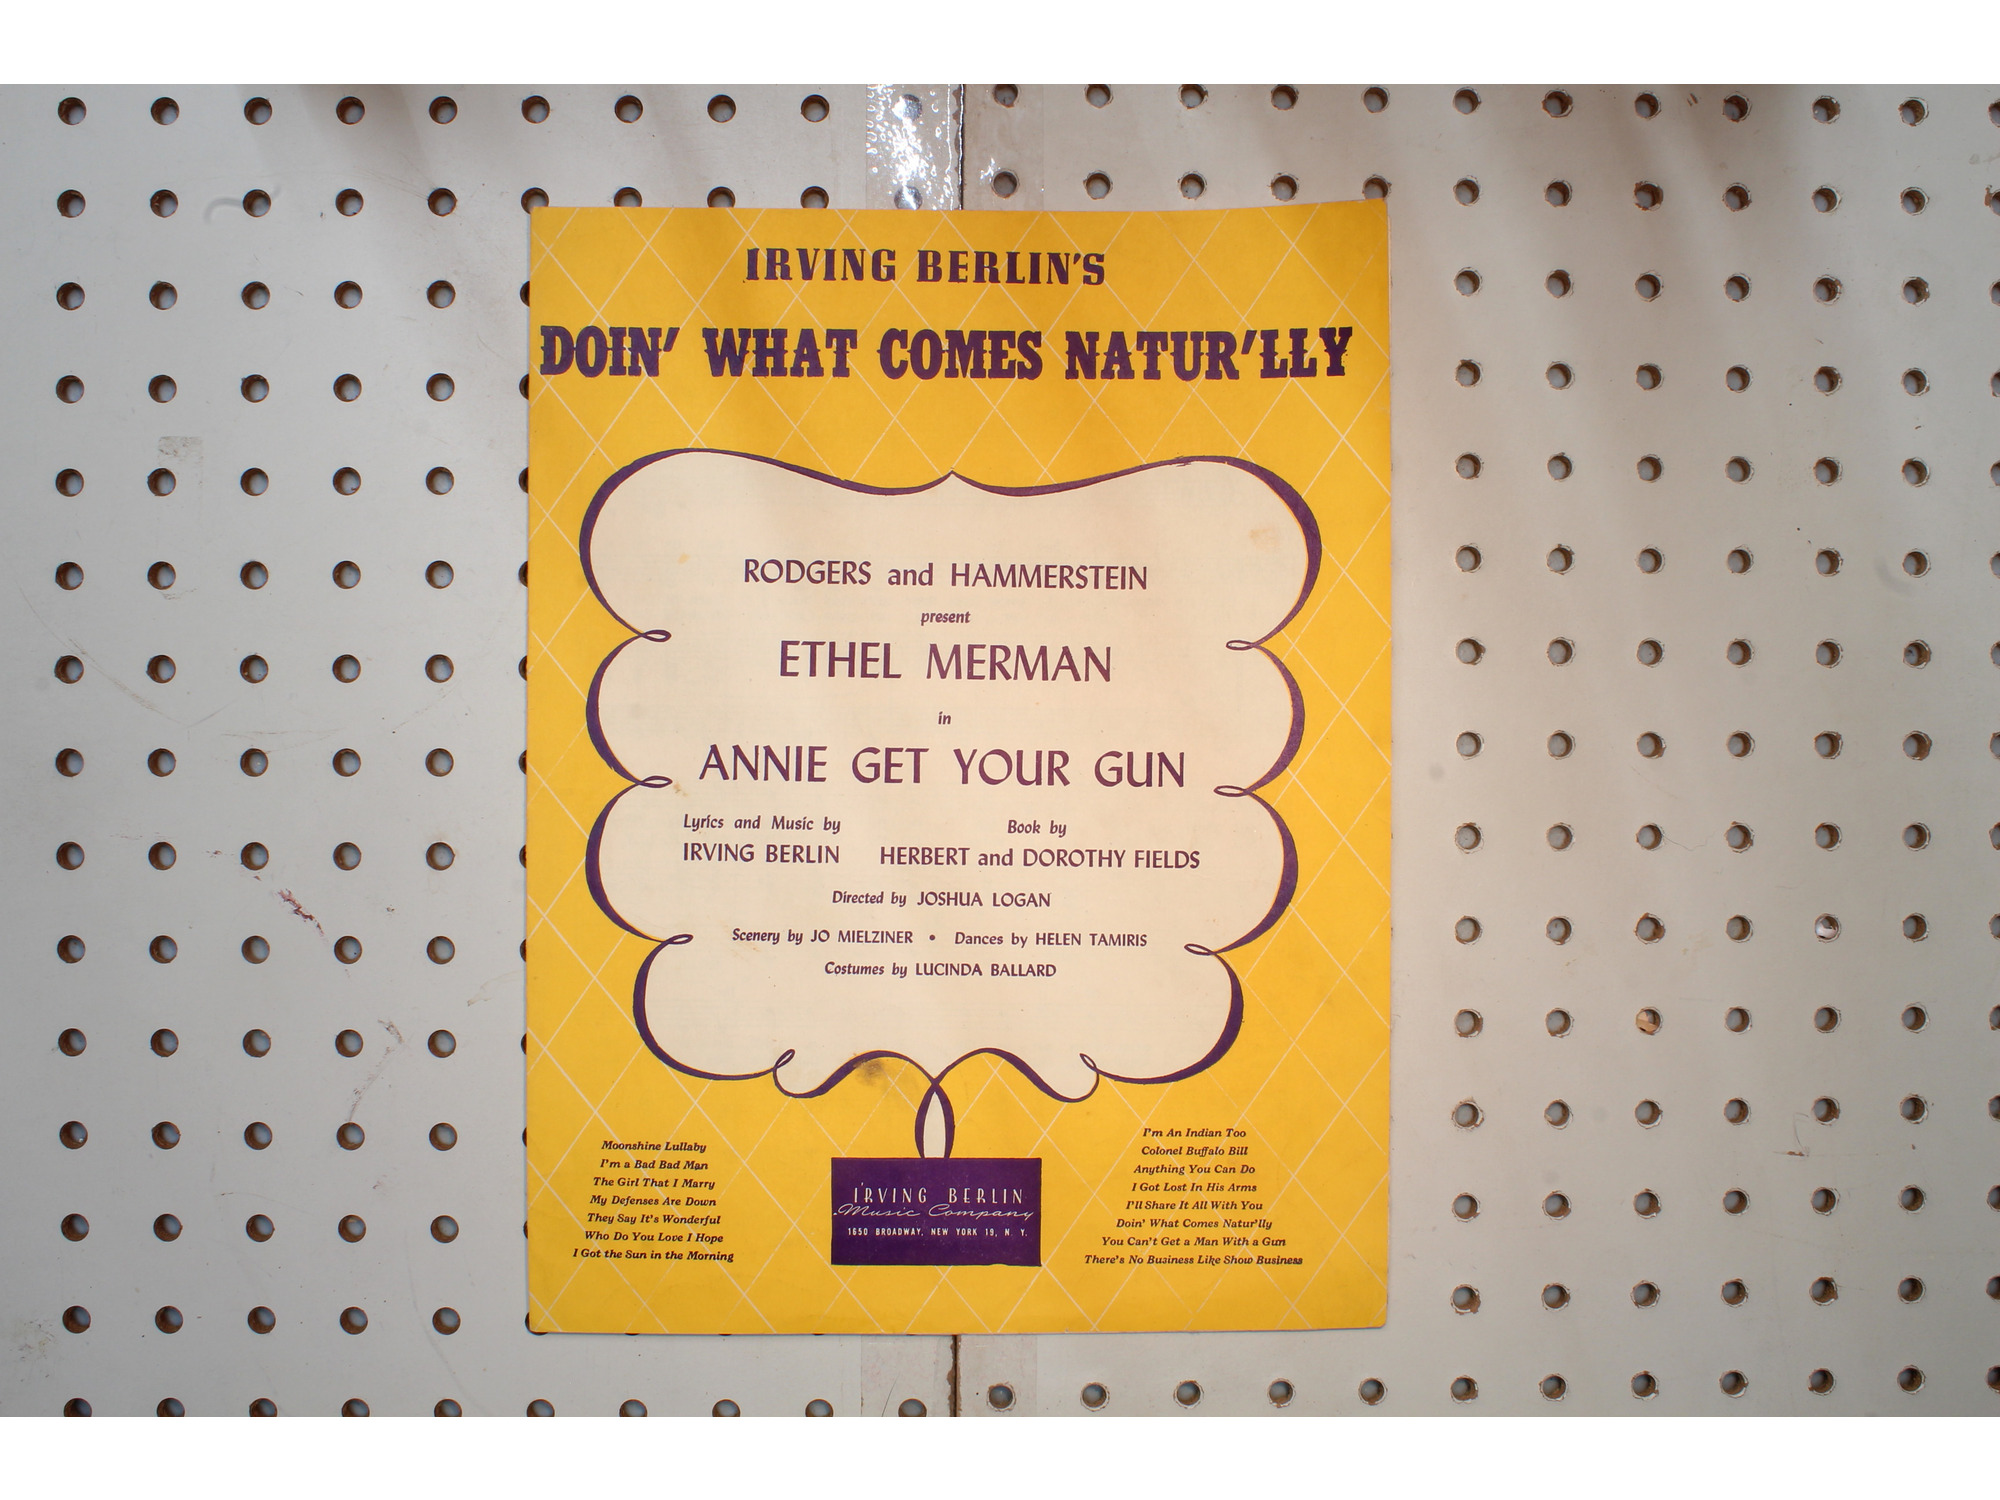 IRVING BERLIN'S
DOIN' WHAT COMES NATUR'LLY
RODGERS and HAMMERSTEIN
present
ETHEL MERMAN
in
ANNIE GET YOUR GUN
Lyrics and Music by
IRVING BERLIN
Book by
HERBERT and DOROTHY FIELDS
Directed by JOSHUA LOGAN
Scenery by JO MIELZINER • Dances by HELEN TAMIRIS
Costumes by LUCINDA BALLARD
Moonshine Lullaby
I'm a Bad Bad Man
The Girl That I Marry
My Defenses Are Down
They Say It's Wonderful
Who Do You Love I Hope
I Got the Sun in the Morning
IRVING BERLIN
Music Company
1650 BROADWAY, NEW YORK 19, N. Y.
I'm An Indian Too
Colonel Buffalo Bill
Anything You Can Do
I Got Lost In His Arms
I'll Share It All With You
Doin' What Comes Natur'lly
You Can't Get a Man With a Gun
There's No Business Like Show Business